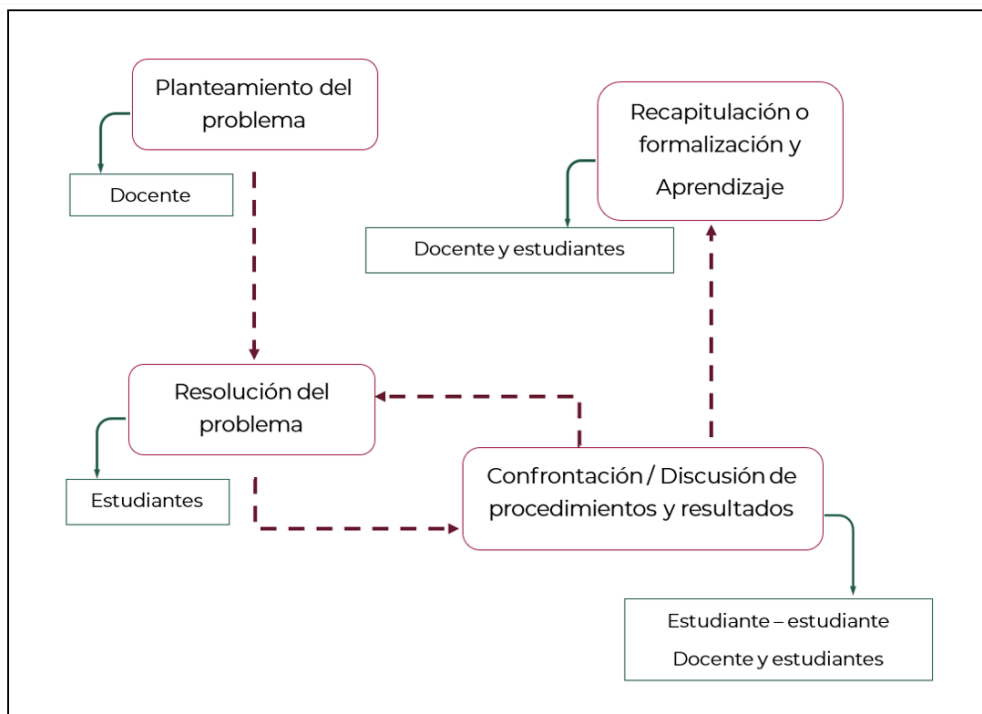 Planteamiento del
problema
Docente
Recapitulación o
formalización y
Aprendizaje
Docente y estudiantes
Resolución del
problema
Estudiantes
Confrontación / Discusión de
procedimientos y resultados
Estudiante – estudiante
Docente y estudiantes